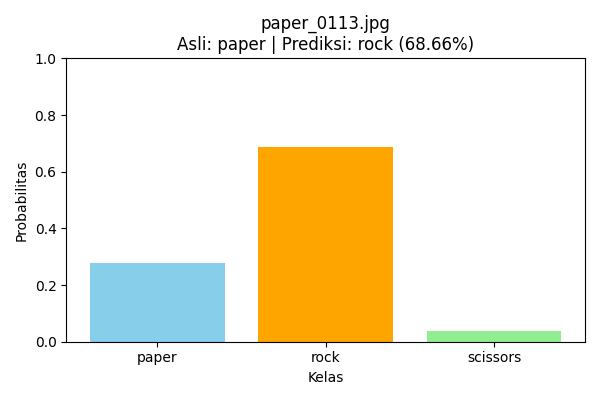 paper_0113.jpg
Asli: paper | Prediksi: rock (68.66%)
1.0
0.8
0.6
0.4
0.2
0.0
Probabilitas
paper
rock
scissors
Kelas